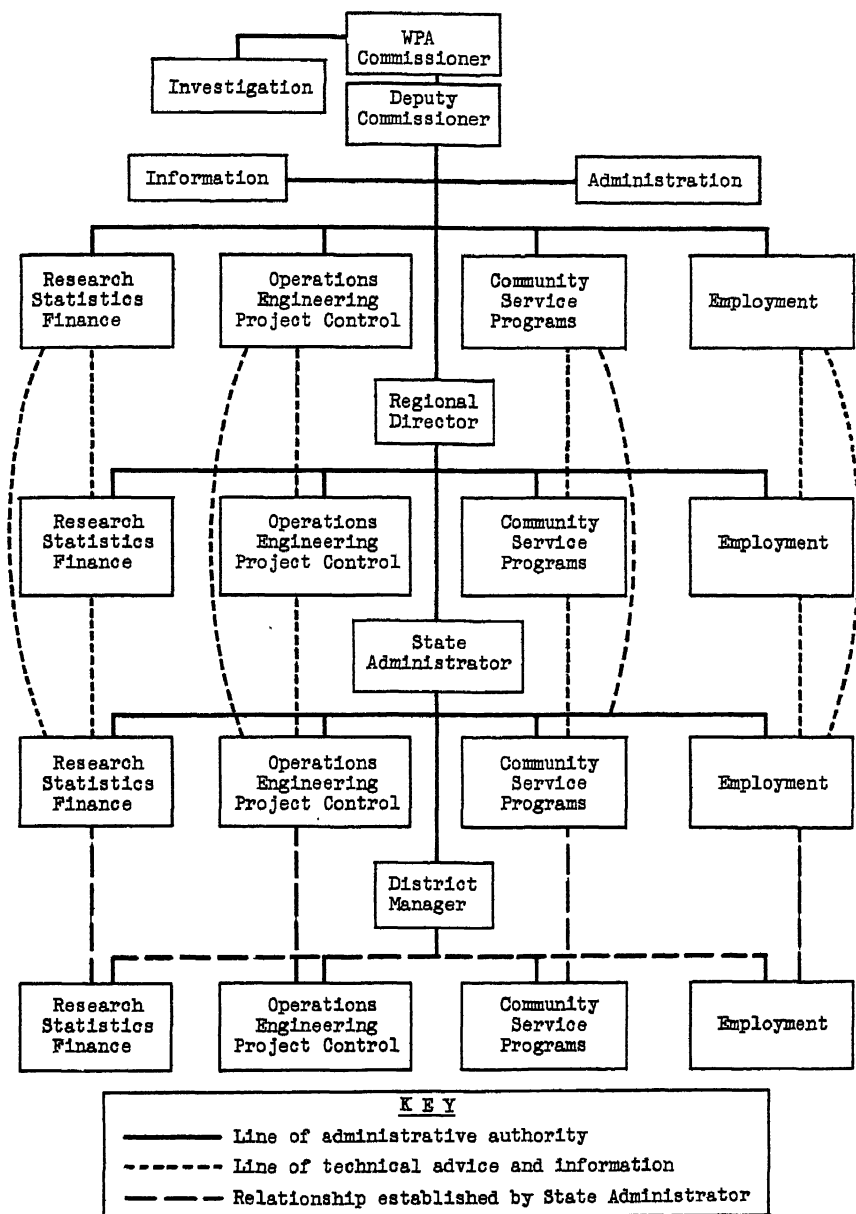 WPA
Commissioner
Investigation
Deputy
Commissioner
Information
Administration
Research
Statistics
Finance
Operations
Engineering
Project Control
Community
Service
Programs
Employment
Regional
Director
Research
Statistics
Finance
Operations
Engineering
Project Control
Community
Service
Programs
Employment
State
Administrator
Research
Statistics
Finance
Operations
Engineering
Project Control
Community
Service
Programs
Employment
District
Manager
Research
Statistics
Finance
Operations
Engineering
Project Control
Community
Service
Programs
Employment
K E Y
Line of administrative authority
Line of technical advice and information
Relationship established by State Administrator